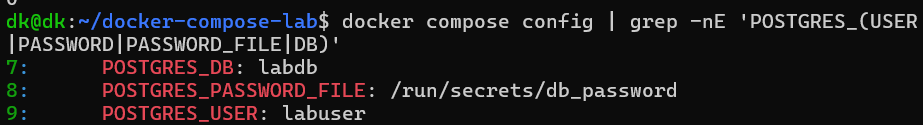 dk@dk:~/docker-compose-lab$ docker compose config | grep -nE 'POSTGRES_(USER
|PASSWORD|PASSWORD_FILE|DB)'
7:      POSTGRES_DB: labdb
8:      POSTGRES_PASSWORD_FILE: /run/secrets/db_password
9:      POSTGRES_USER: labuser